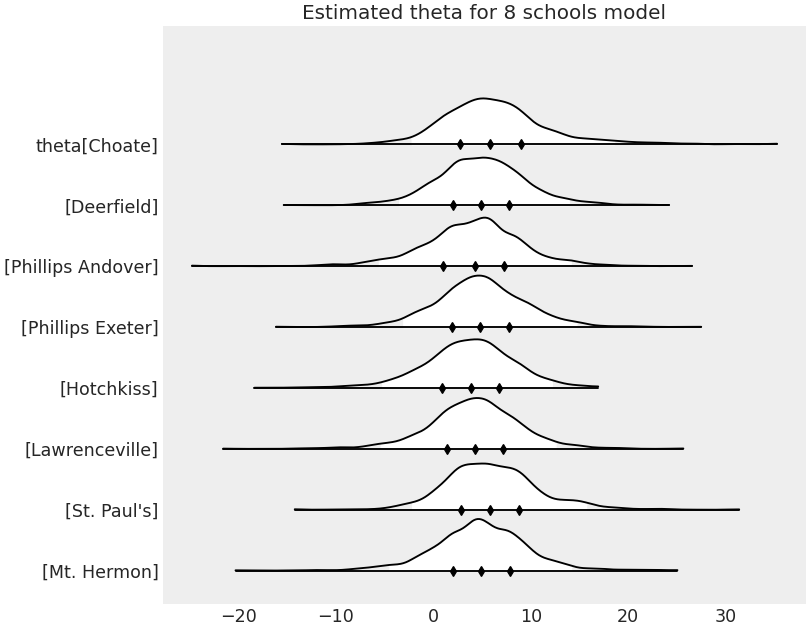 Estimated theta for 8 schools model
theta[Choate]
[Deerfield]
[Phillips Andover]
[Phillips Exeter]
[Hotchkiss]
[Lawrenceville]
[St. Paul's]
[Mt. Hermon]
−20 −10 0 10 20 30